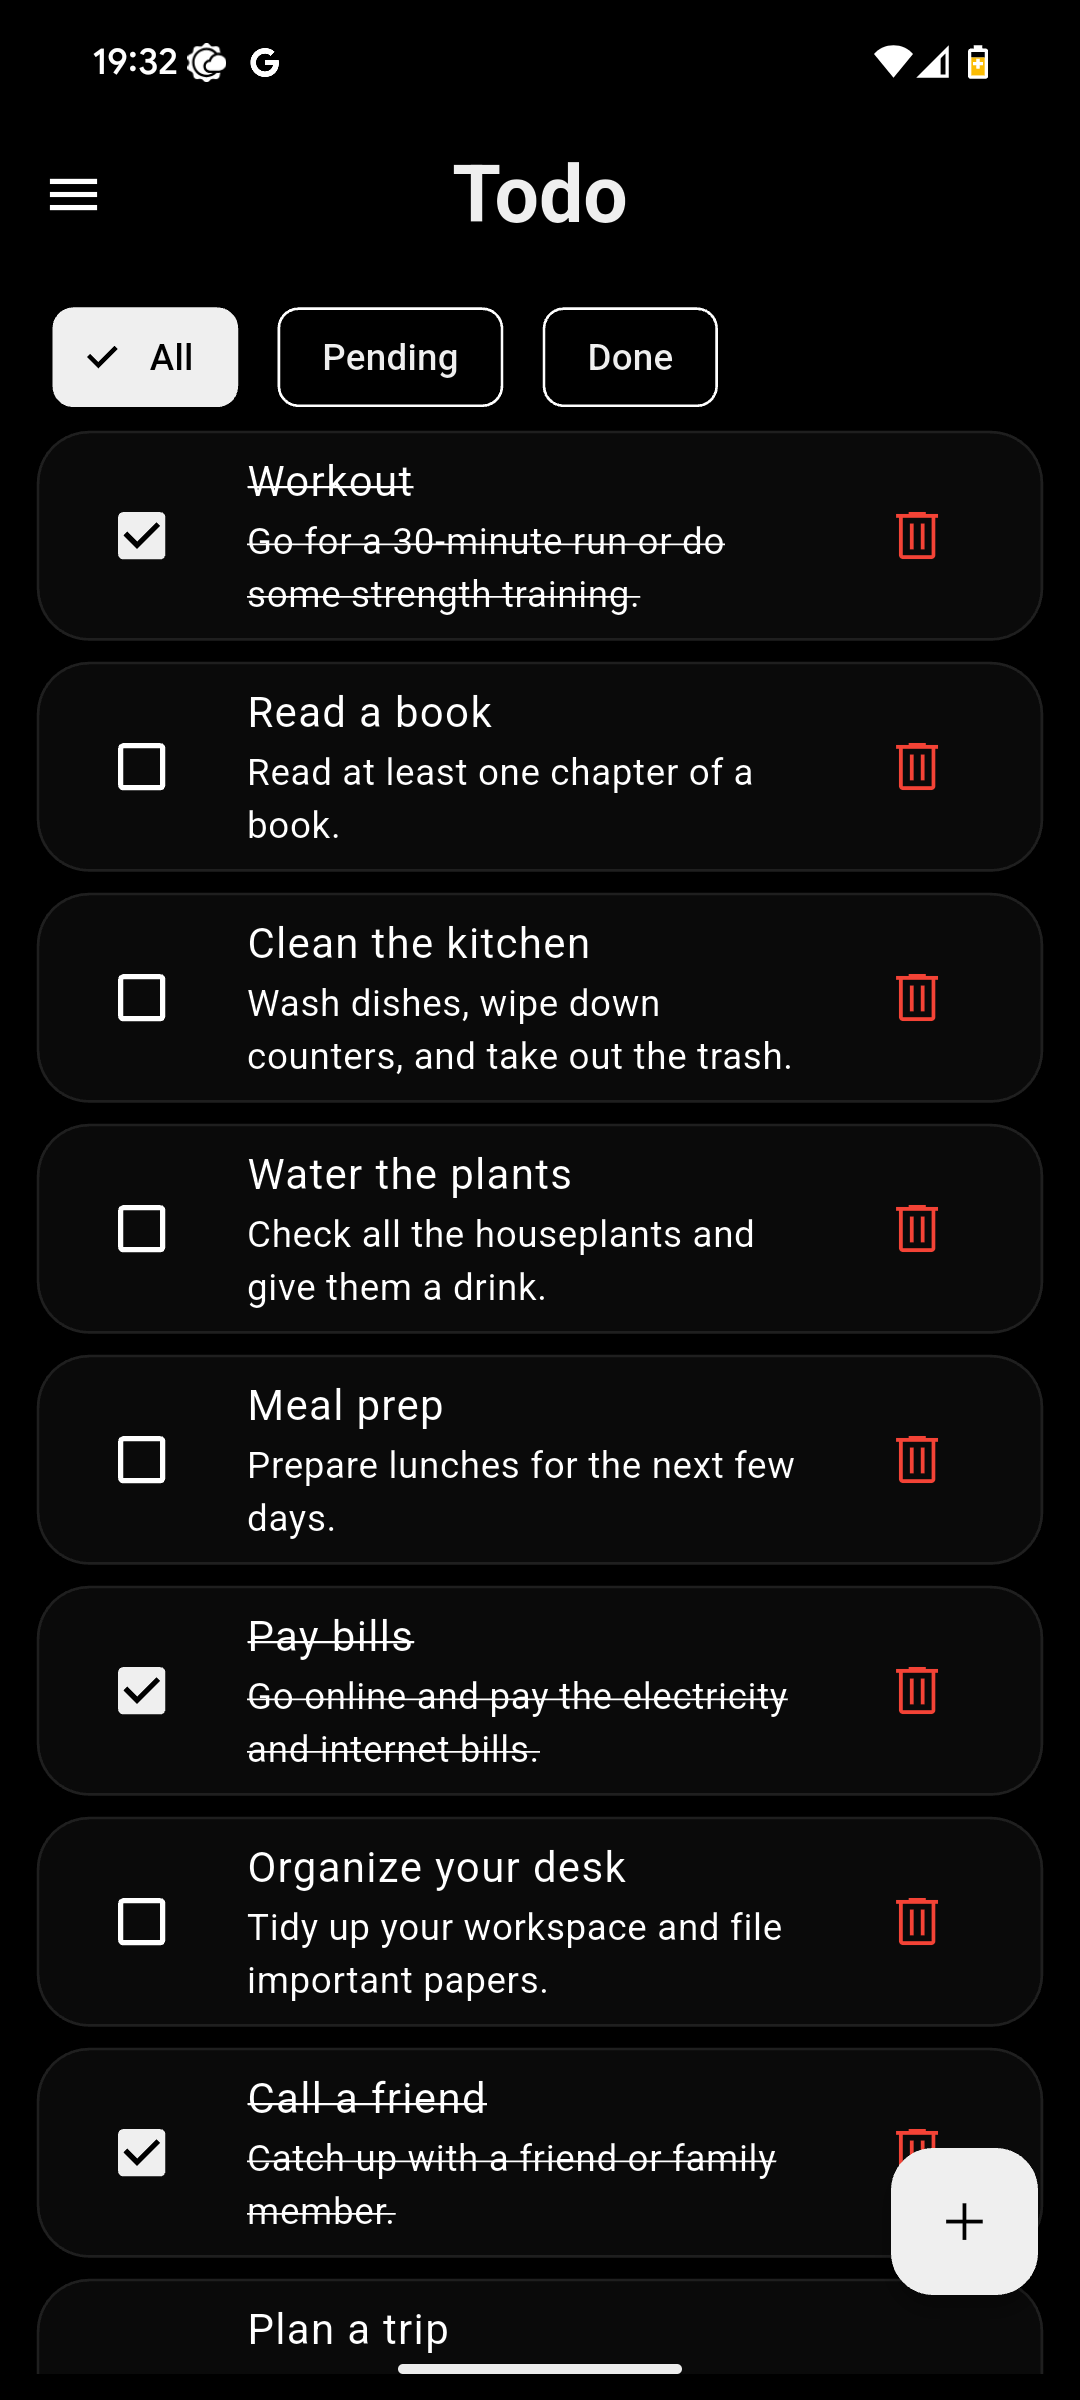 19:32
Todo
All
Pending
Done
Workout
Go for a 30-minute run or do
some strength training.
Read a book
Read at least one chapter of a
book.
Clean the kitchen
Wash dishes, wipe down
counters, and take out the trash.
Water the plants
Check all the houseplants and
give them a drink.
Meal prep
Prepare lunches for the next few
days.
Pay bills
Go online and pay the electricity
and internet bills.
Organize your desk
Tidy up your workspace and file
important papers.
Call a friend
Catch up with a friend or family
member.
Plan a trip